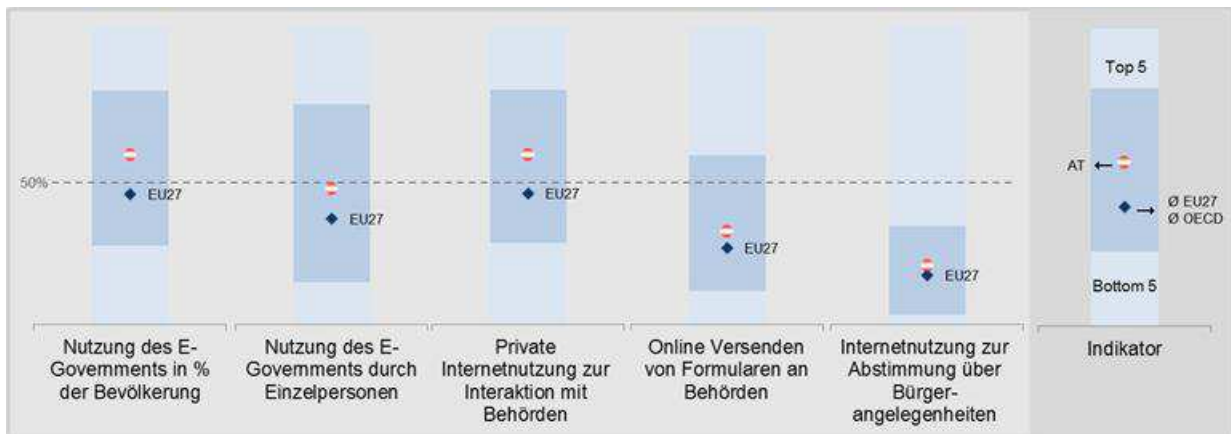 50%
EU27
EU27
EU27
EU27
EU27
Top 5
AT
Ø EU27
Ø OECD
Bottom 5
Nutzung des E-
Governments in %
der Bevölkerung
Nutzung des E-
Governments durch
Einzelpersonen
Private
Internetnutzung zur
Interaktion mit
Behörden
Online Versenden
von Formularen an
Behörden
Internetnutzung zur
Abstimmung über
Bürger-
angelegenheiten
Indikator